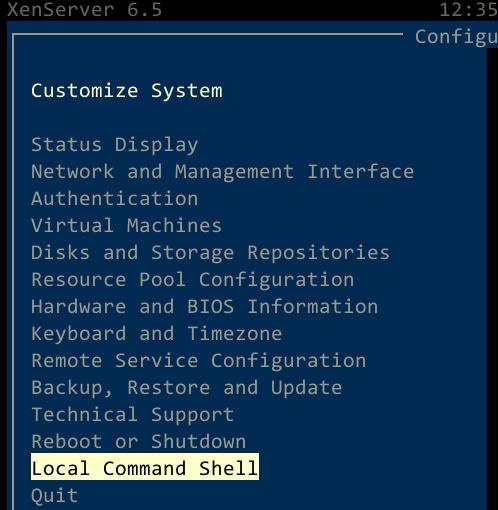 XenServer 6.5 12:35
Configu
Customize System
Status Display
Network and Management Interface
Authentication
Virtual Machines
Disks and Storage Repositories
Resource Pool Configuration
Hardware and BIOS Information
Keyboard and Timezone
Remote Service Configuration
Backup, Restore and Update
Technical Support
Reboot or Shutdown
Local Command Shell
Quit